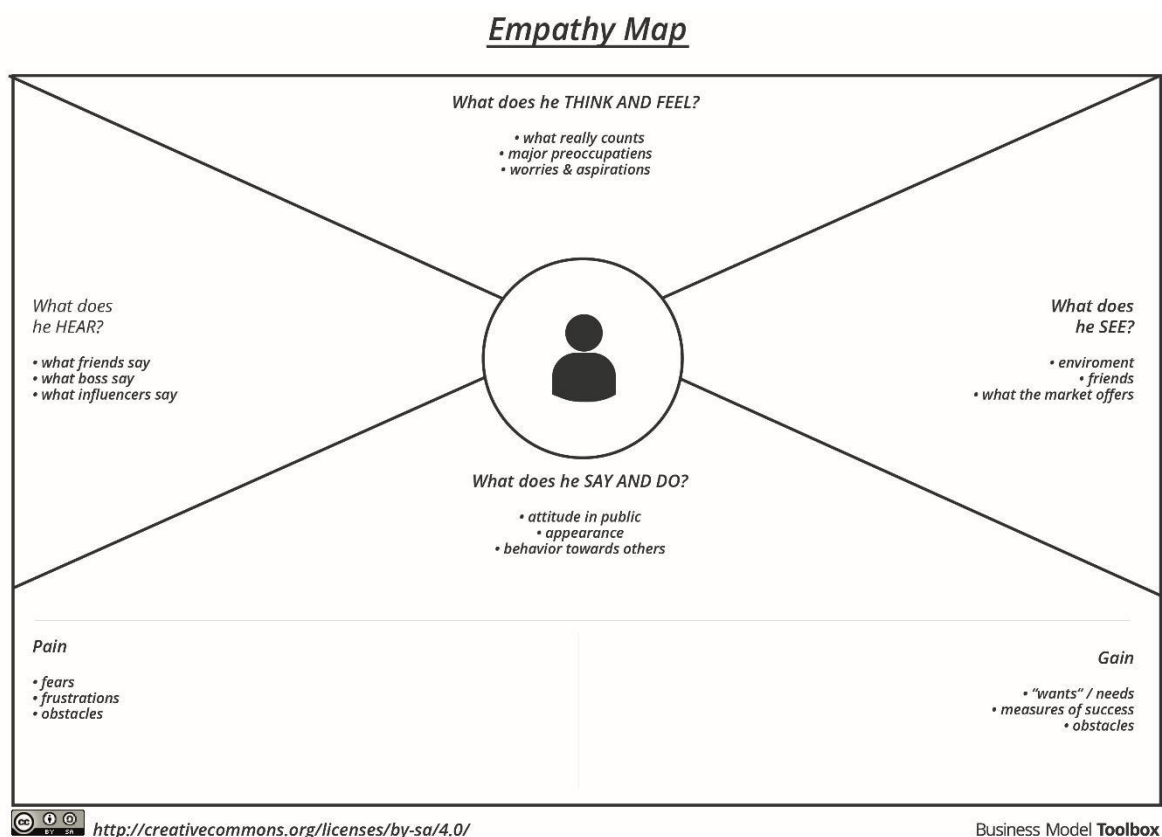 Empathy Map
What does he THINK AND FEEL?
• what really counts
• major preoccupatiens
• worries & aspirations
What does
he HEAR?
• what friends say
• what boss say
• what influencers say
What does
he SEE?
• enviroment
• friends
• what the market offers
What does he SAY AND DO?
• attitude in public
• appearance
• behavior towards others
Pain
• fears
• frustrations
• obstacles
Gain
• “wants” / needs
• measures of success
• obstacles
cc BY SA
http://creativecommons.org/licenses/by-sa/4.0/
Business Model Toolbox